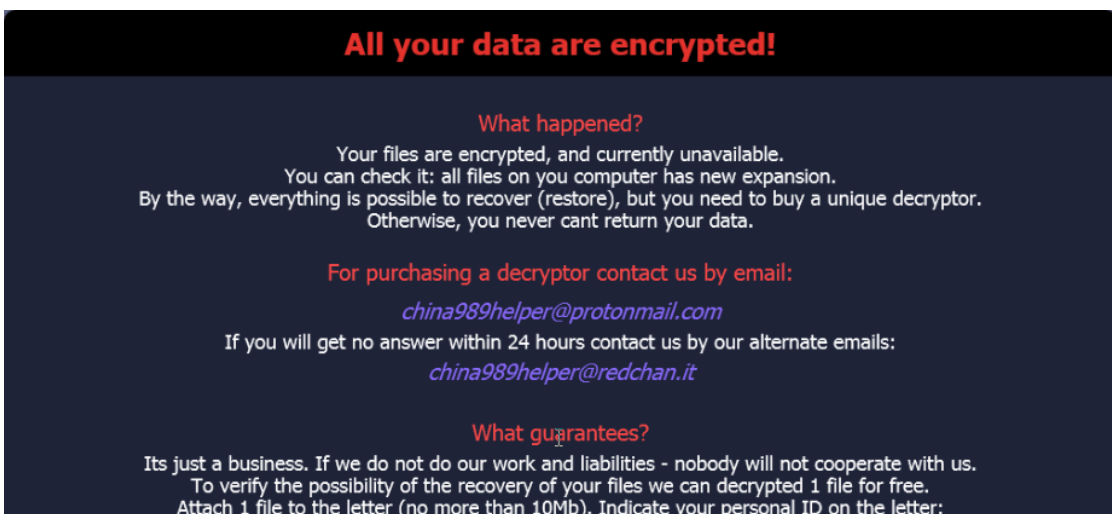 All your data are encrypted!
What happened?
Your files are encrypted, and currently unavailable.
You can check it: all files on you computer has new expansion.
By the way, everything is possible to recover (restore), but you need to buy a unique decryptor.
Otherwise, you never cant return your data.
For purchasing a decryptor contact us by email:
china989helper@protonmail.com
If you will get no answer within 24 hours contact us by our alternate emails:
china989helper@redchan.it
What guarantees?
Its just a business. If we do not do our work and liabilities - nobody will not cooperate with us.
To verify the possibility of the recovery of your files we can decrypted 1 file for free.
Attach 1 file to the letter (no more than 10Mb). Indicate your personal ID on the letter: